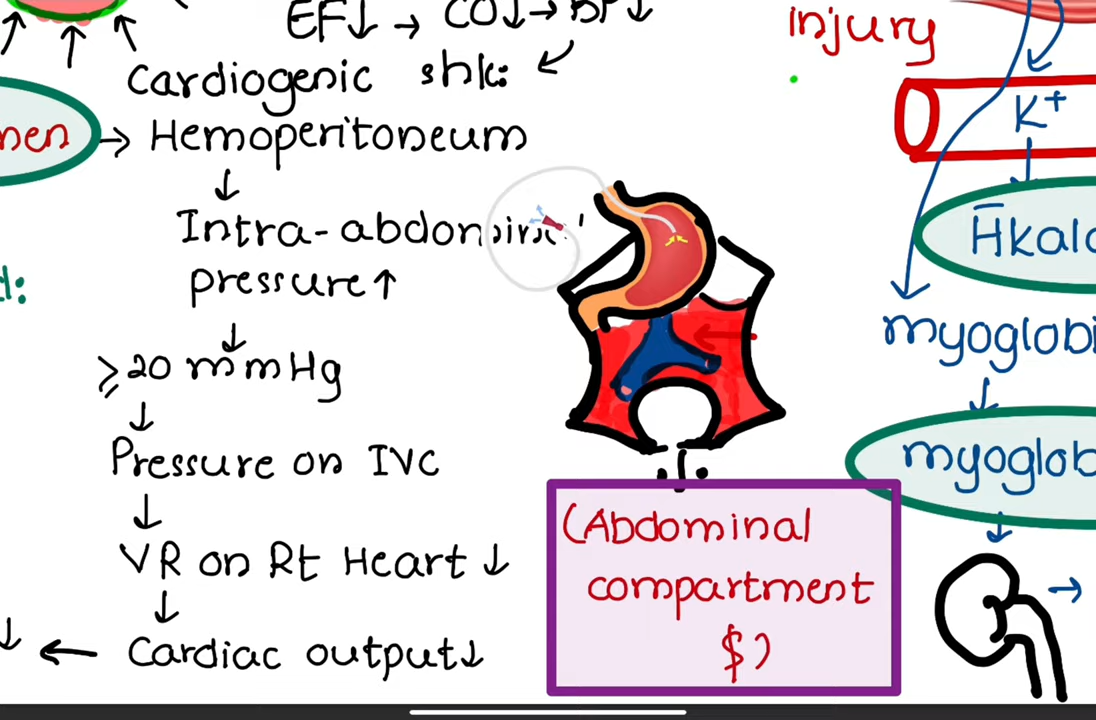 EF↓ → CO↓ → BP↓
Cardiogenic shk:
men → Hemoperitoneum
Intra-abdominal
pressure ↑
≥20 mmHg
Pressure on IVC
VR on Rt Heart ↓
Cardiac output↓
(Abdominal
compartment
$)
injury
K+
H̅kal
myoglobi
myoglob
d: